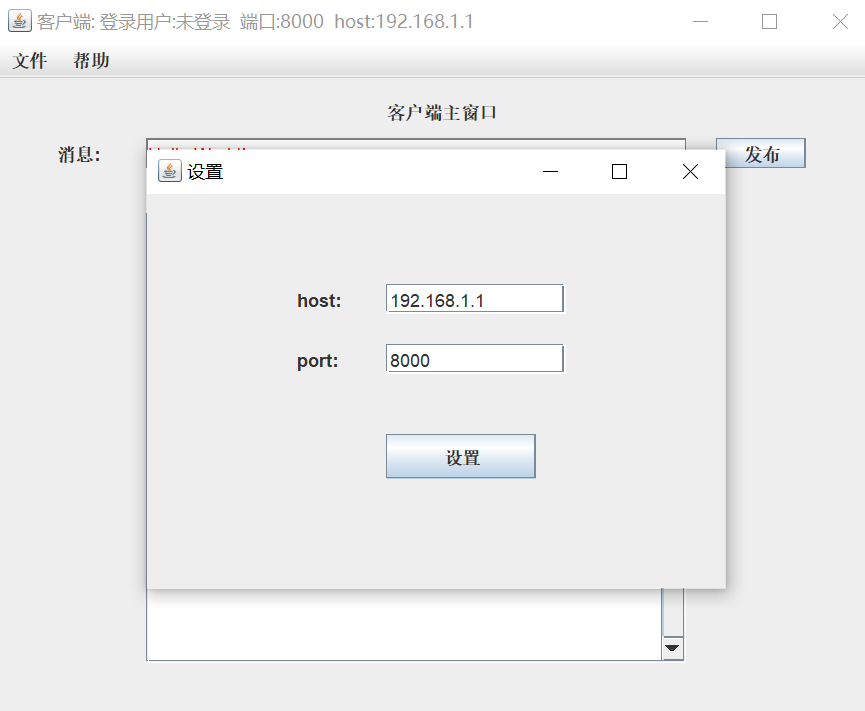 客户端: 登录用户:未登录 端口:8000 host:192.168.1.1
文件 帮助
客户端主窗口
消息:
发布
设置
host:
192.168.1.1
port:
8000
设置